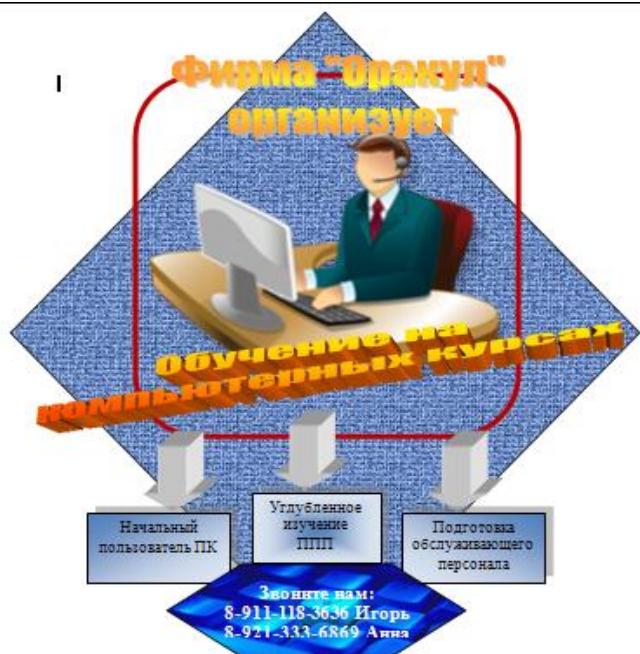 Фирма "Оракул"
организует
Обучение на
компьютерных курсах
Начальный
пользователь ПК
Углубленное
изучение
ППП
Подготовка
обслуживающего
персонала
Звоните нам:
8-911-118-3636 Игорь
8-921-333-6869 Анна